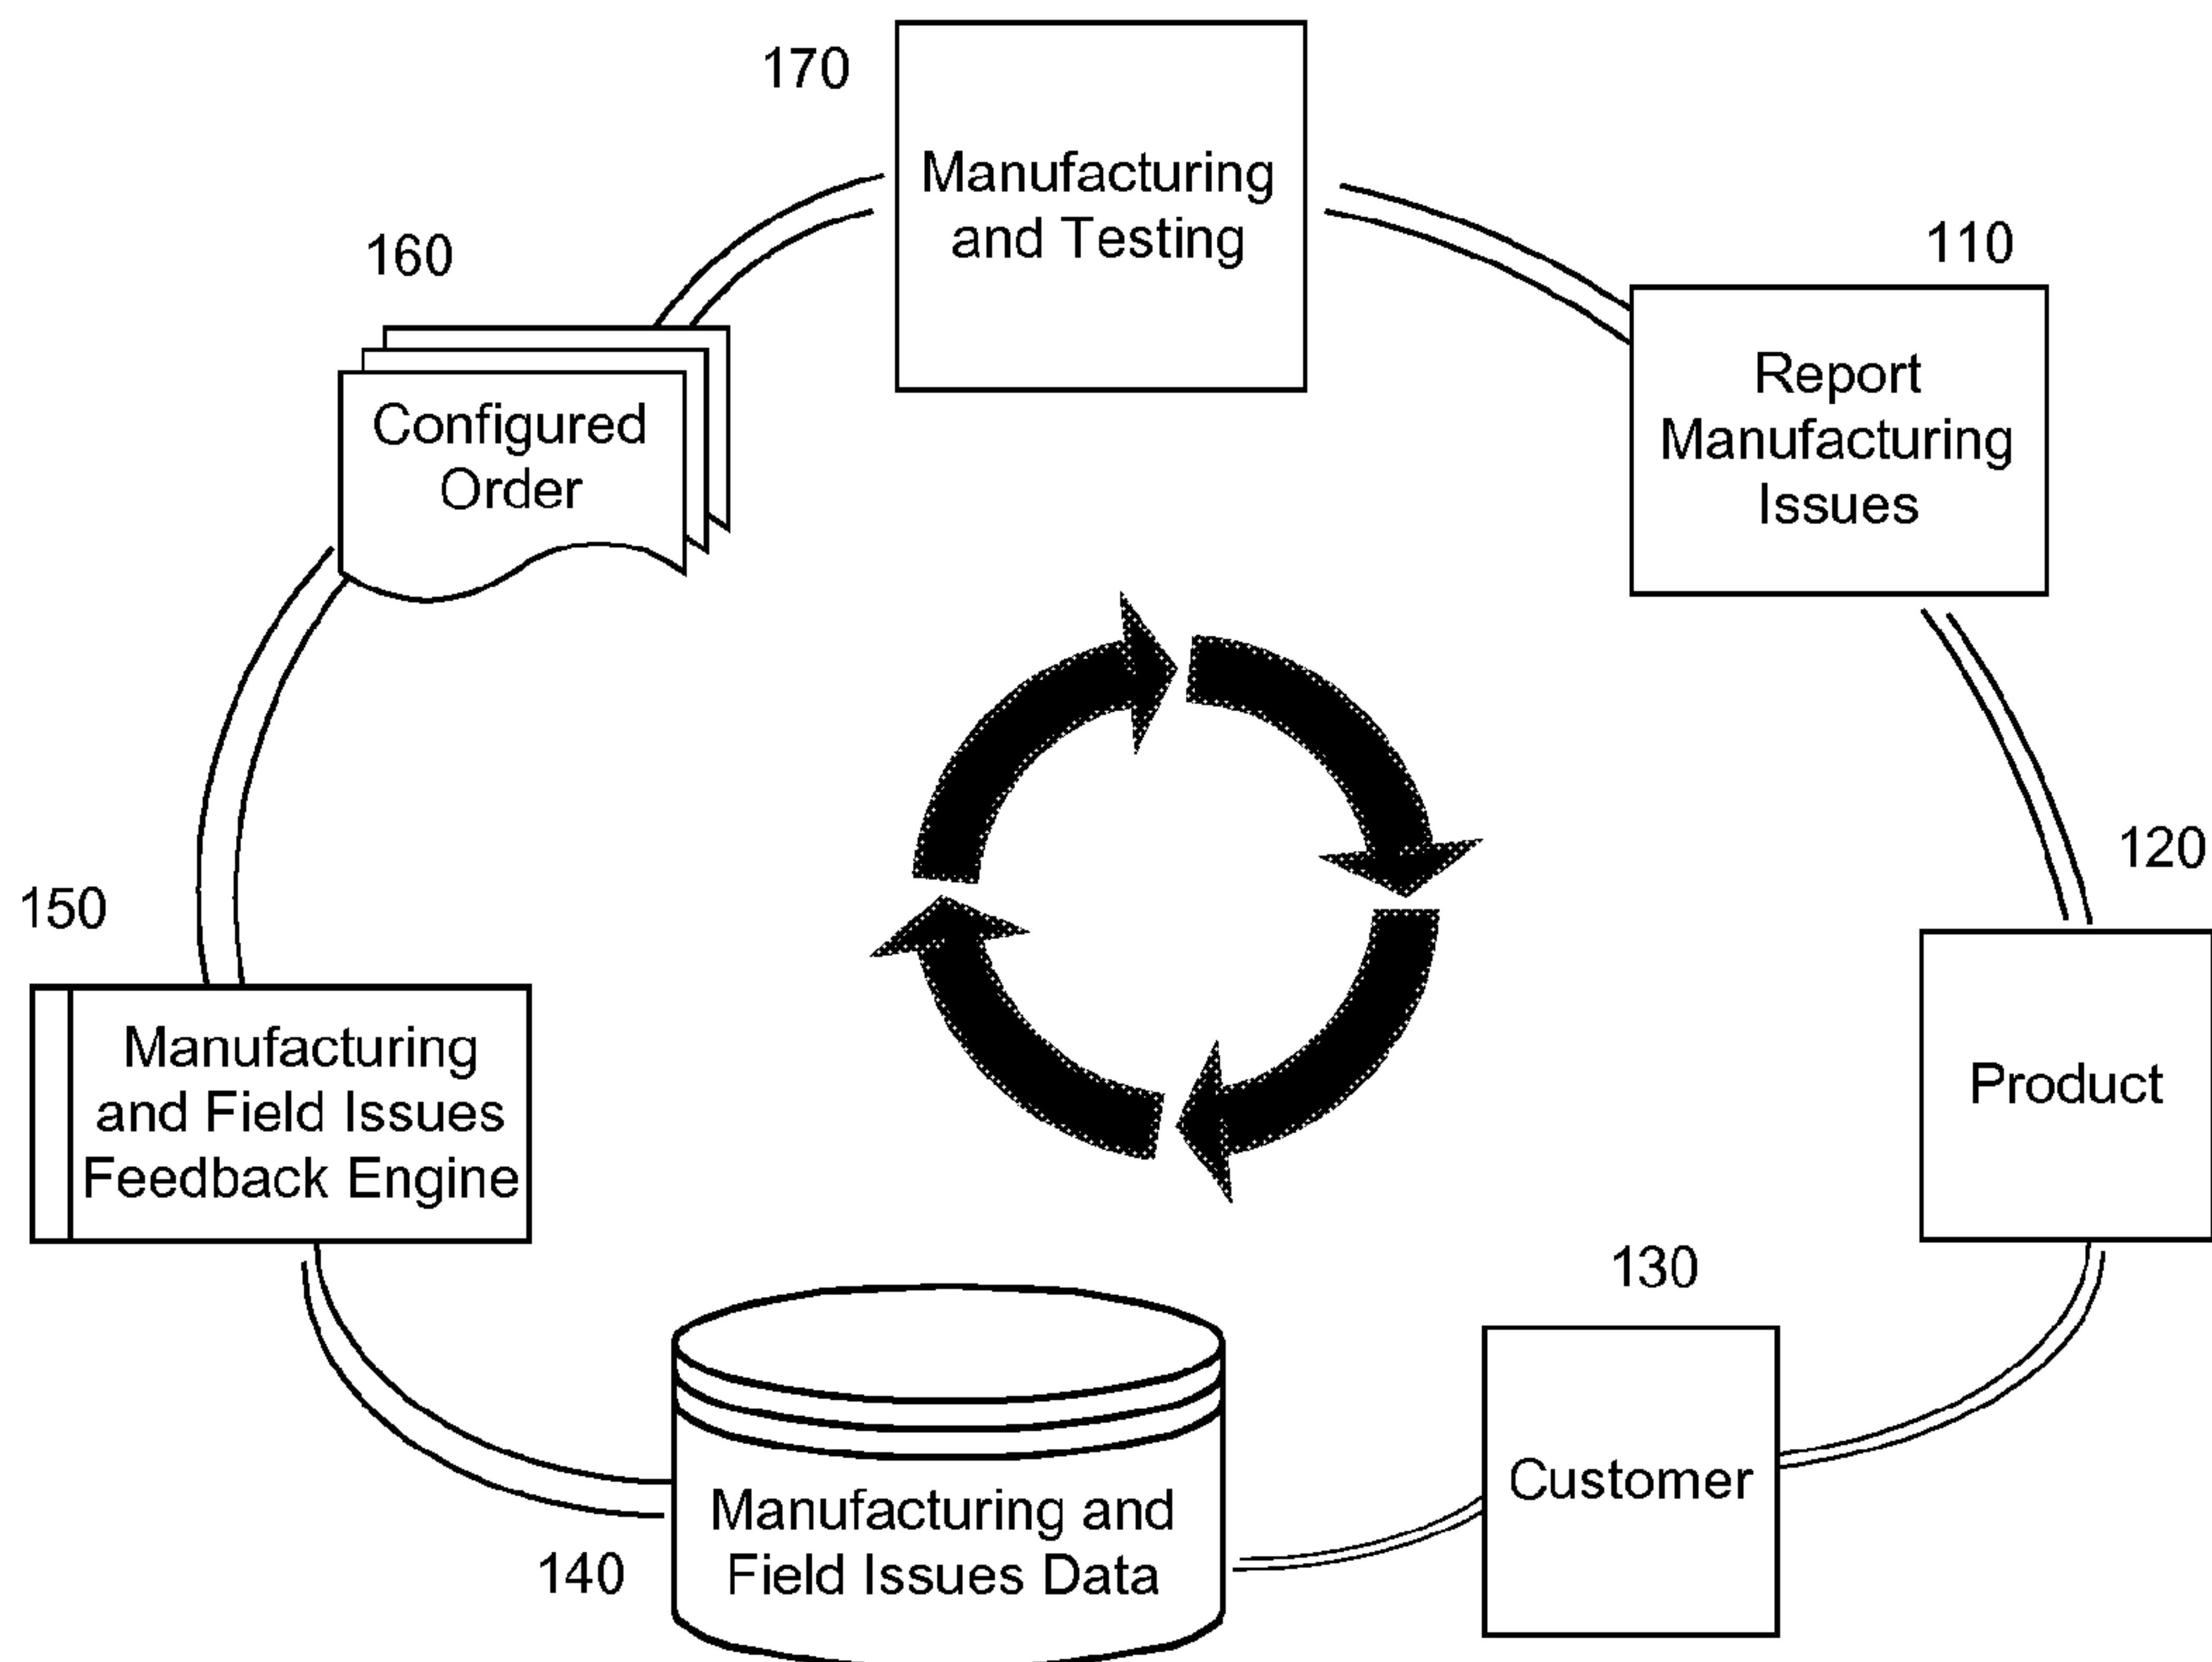 170
Manufacturing
and Testing
110
Report
Manufacturing
Issues
160
Configured
Order
120
Product
150
Manufacturing
and Field Issues
Feedback Engine
130
Customer
140
Manufacturing and
Field Issues Data